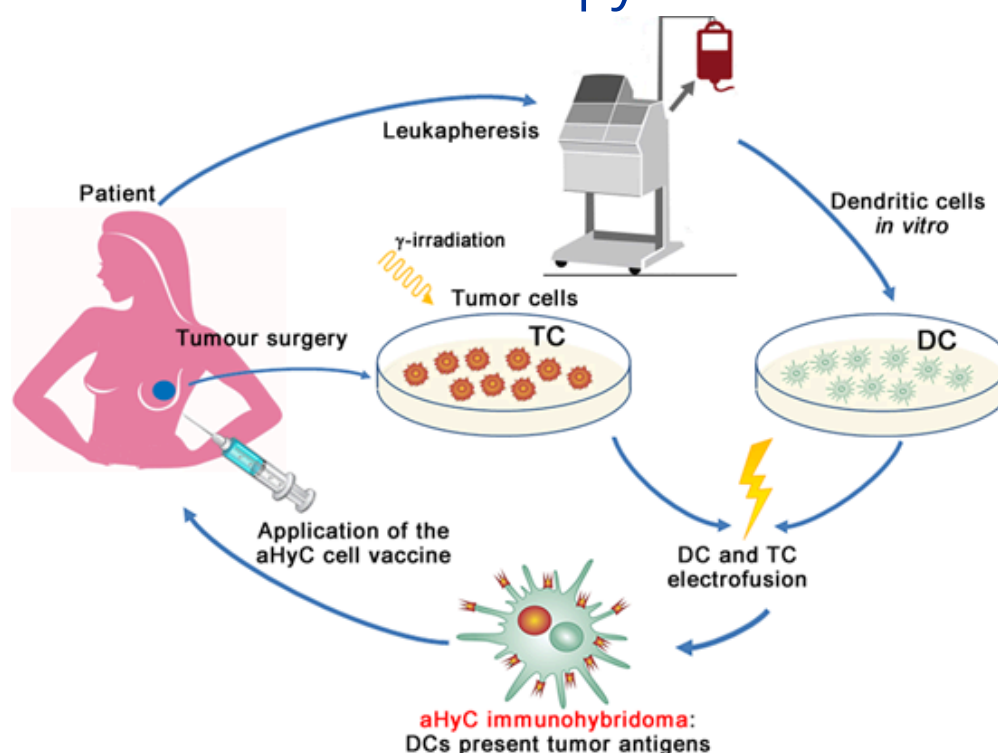 Leukapheresis
Patient
Dendritic cells
in vitro
γ-irradiation
Tumor cells
TC
DC
Tumour surgery
Application of the
aHyC cell vaccine
DC and TC
electrofusion
aHyC immunohybridoma:
DCs present tumor antigens